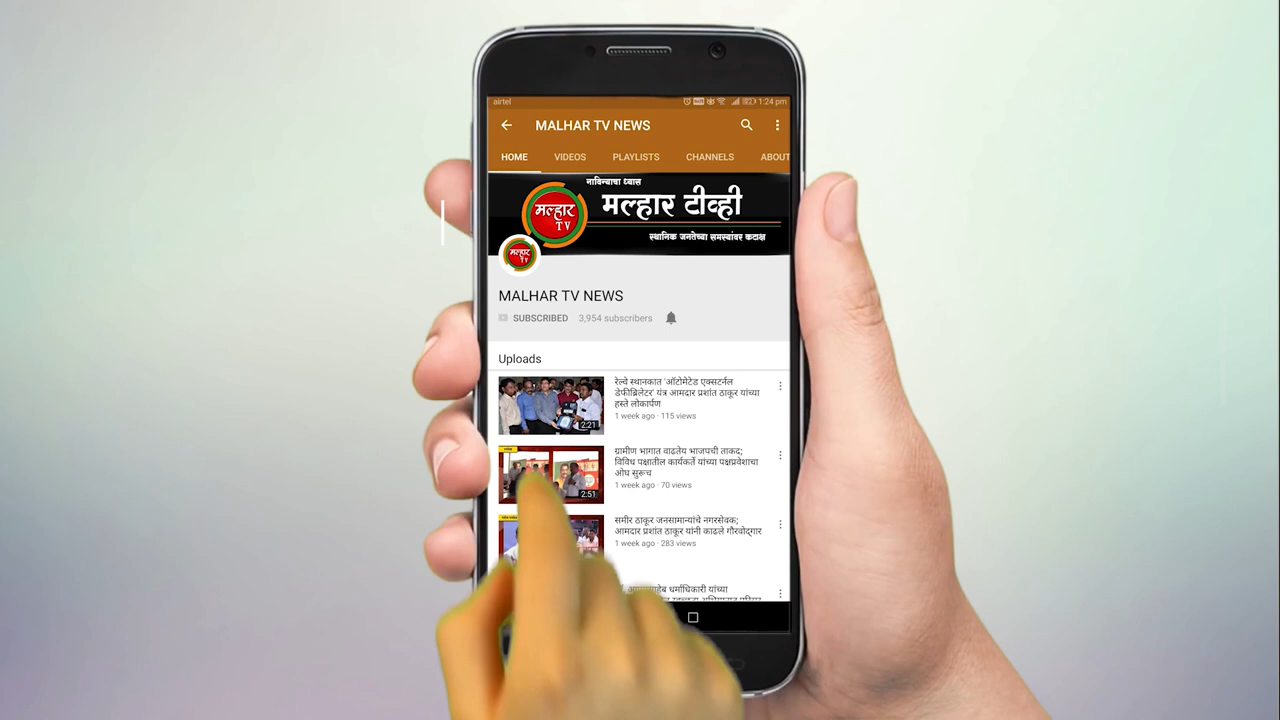 airtel
1:24 pm
MALHAR TV NEWS
HOME VIDEOS PLAYLISTS CHANNELS ABOUT
नाविन्याचा ध्यास
मल्हार टीव्ही
स्थानिक जनतेच्या समस्यांवर कटाक्ष
मल्हार
TV
मल्हार
TV
MALHAR TV NEWS
SUBSCRIBED 3,954 subscribers
Uploads
रेल्वे स्थानकात 'ऑटोमेटेड एक्सटर्नल
डेफीब्रिलेटर' यंत्र आमदार प्रशांत ठाकूर यांच्या
हस्ते लोकार्पण
1 week ago · 115 views
2:21
ग्रामीण भागात वाढतेय भाजपची ताकद;
विविध पक्षातील कार्यकर्ते यांच्या पक्षप्रवेशाचा
ओघ सुरूच
1 week ago · 70 views
2:51
समीर ठाकूर जनसामान्यांचे नगरसेवक;
आमदार प्रशांत ठाकूर यांनी काढले गौरवोद्गार
1 week ago · 283 views
धर्माधिकारी यांच्या